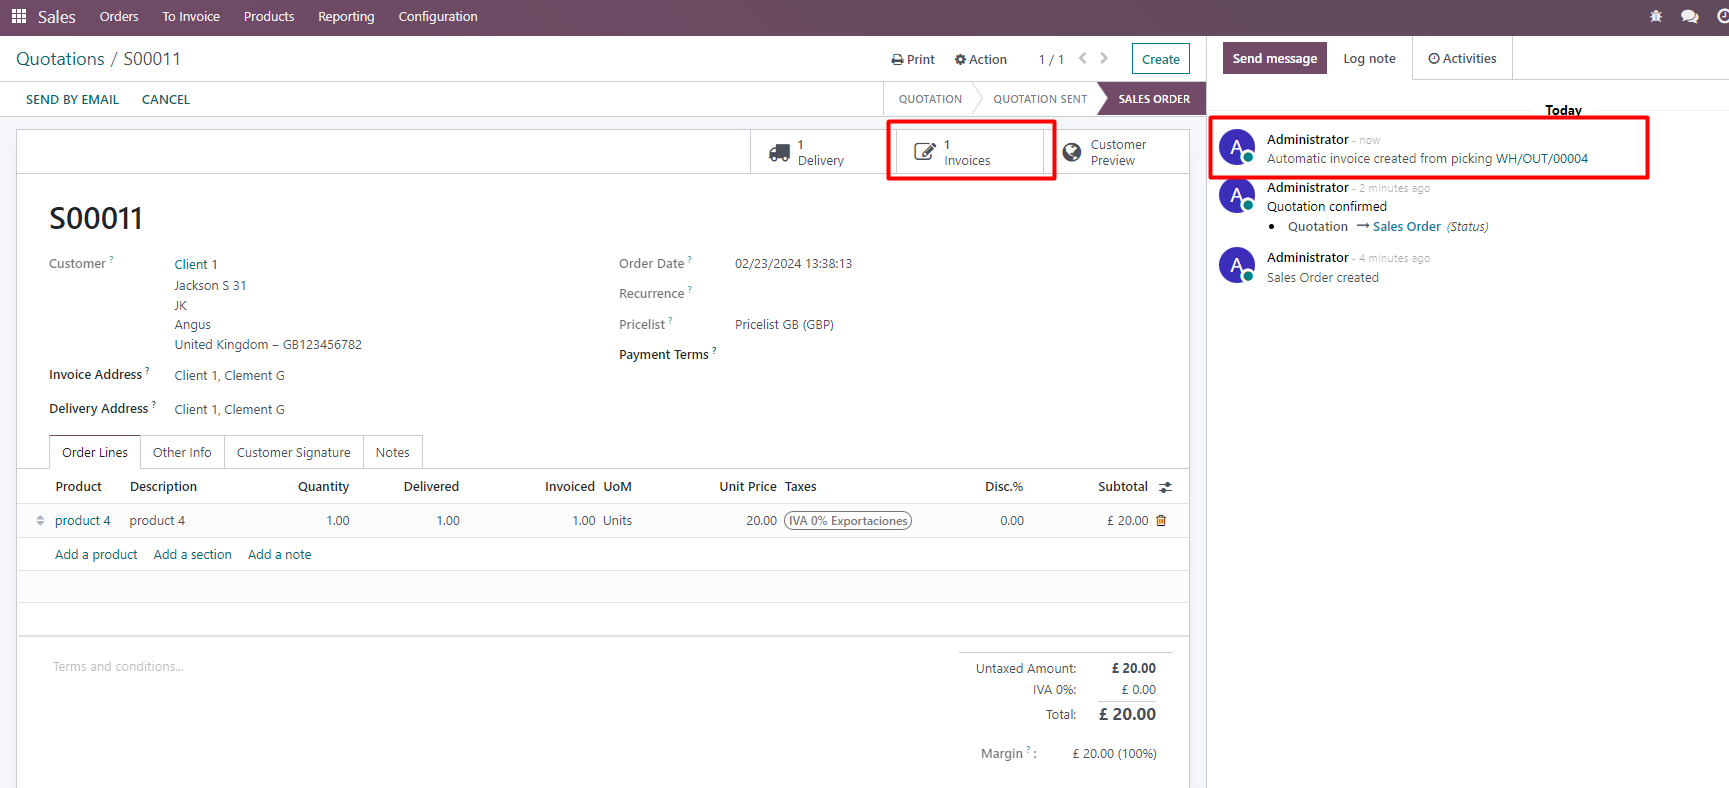 Sales Orders To Invoice Products Reporting Configuration
Quotations / S00011 Print Action 1 / 1 Create
SEND BY EMAIL CANCEL QUOTATION QUOTATION SENT SALES ORDER
1 Delivery
1 Invoices
Customer Preview
S00011
Customer ? Client 1
Jackson S 31
JK
Angus
United Kingdom – GB123456782
Invoice Address ? Client 1, Clement G
Delivery Address ? Client 1, Clement G
Order Date ? 02/23/2024 13:38:13
Recurrence ?
Pricelist ? Pricelist GB (GBP)
Payment Terms ?
Order Lines Other Info Customer Signature Notes
Product Description Quantity Delivered Invoiced UoM Unit Price Taxes Disc.% Subtotal
product 4 product 4 1.00 1.00 1.00 Units 20.00 IVA 0% Exportaciones 0.00 £ 20.00
Add a product Add a section Add a note
Terms and conditions...
Untaxed Amount: £ 20.00
IVA 0%: £ 0.00
Total: £ 20.00
Margin ? : £ 20.00 (100%)
Send message Log note Activities
Today
A
Administrator - now
Automatic invoice created from picking WH/OUT/00004
A
Administrator - 2 minutes ago
Quotation confirmed
• Quotation → Sales Order (Status)
A
Administrator - 4 minutes ago
Sales Order created